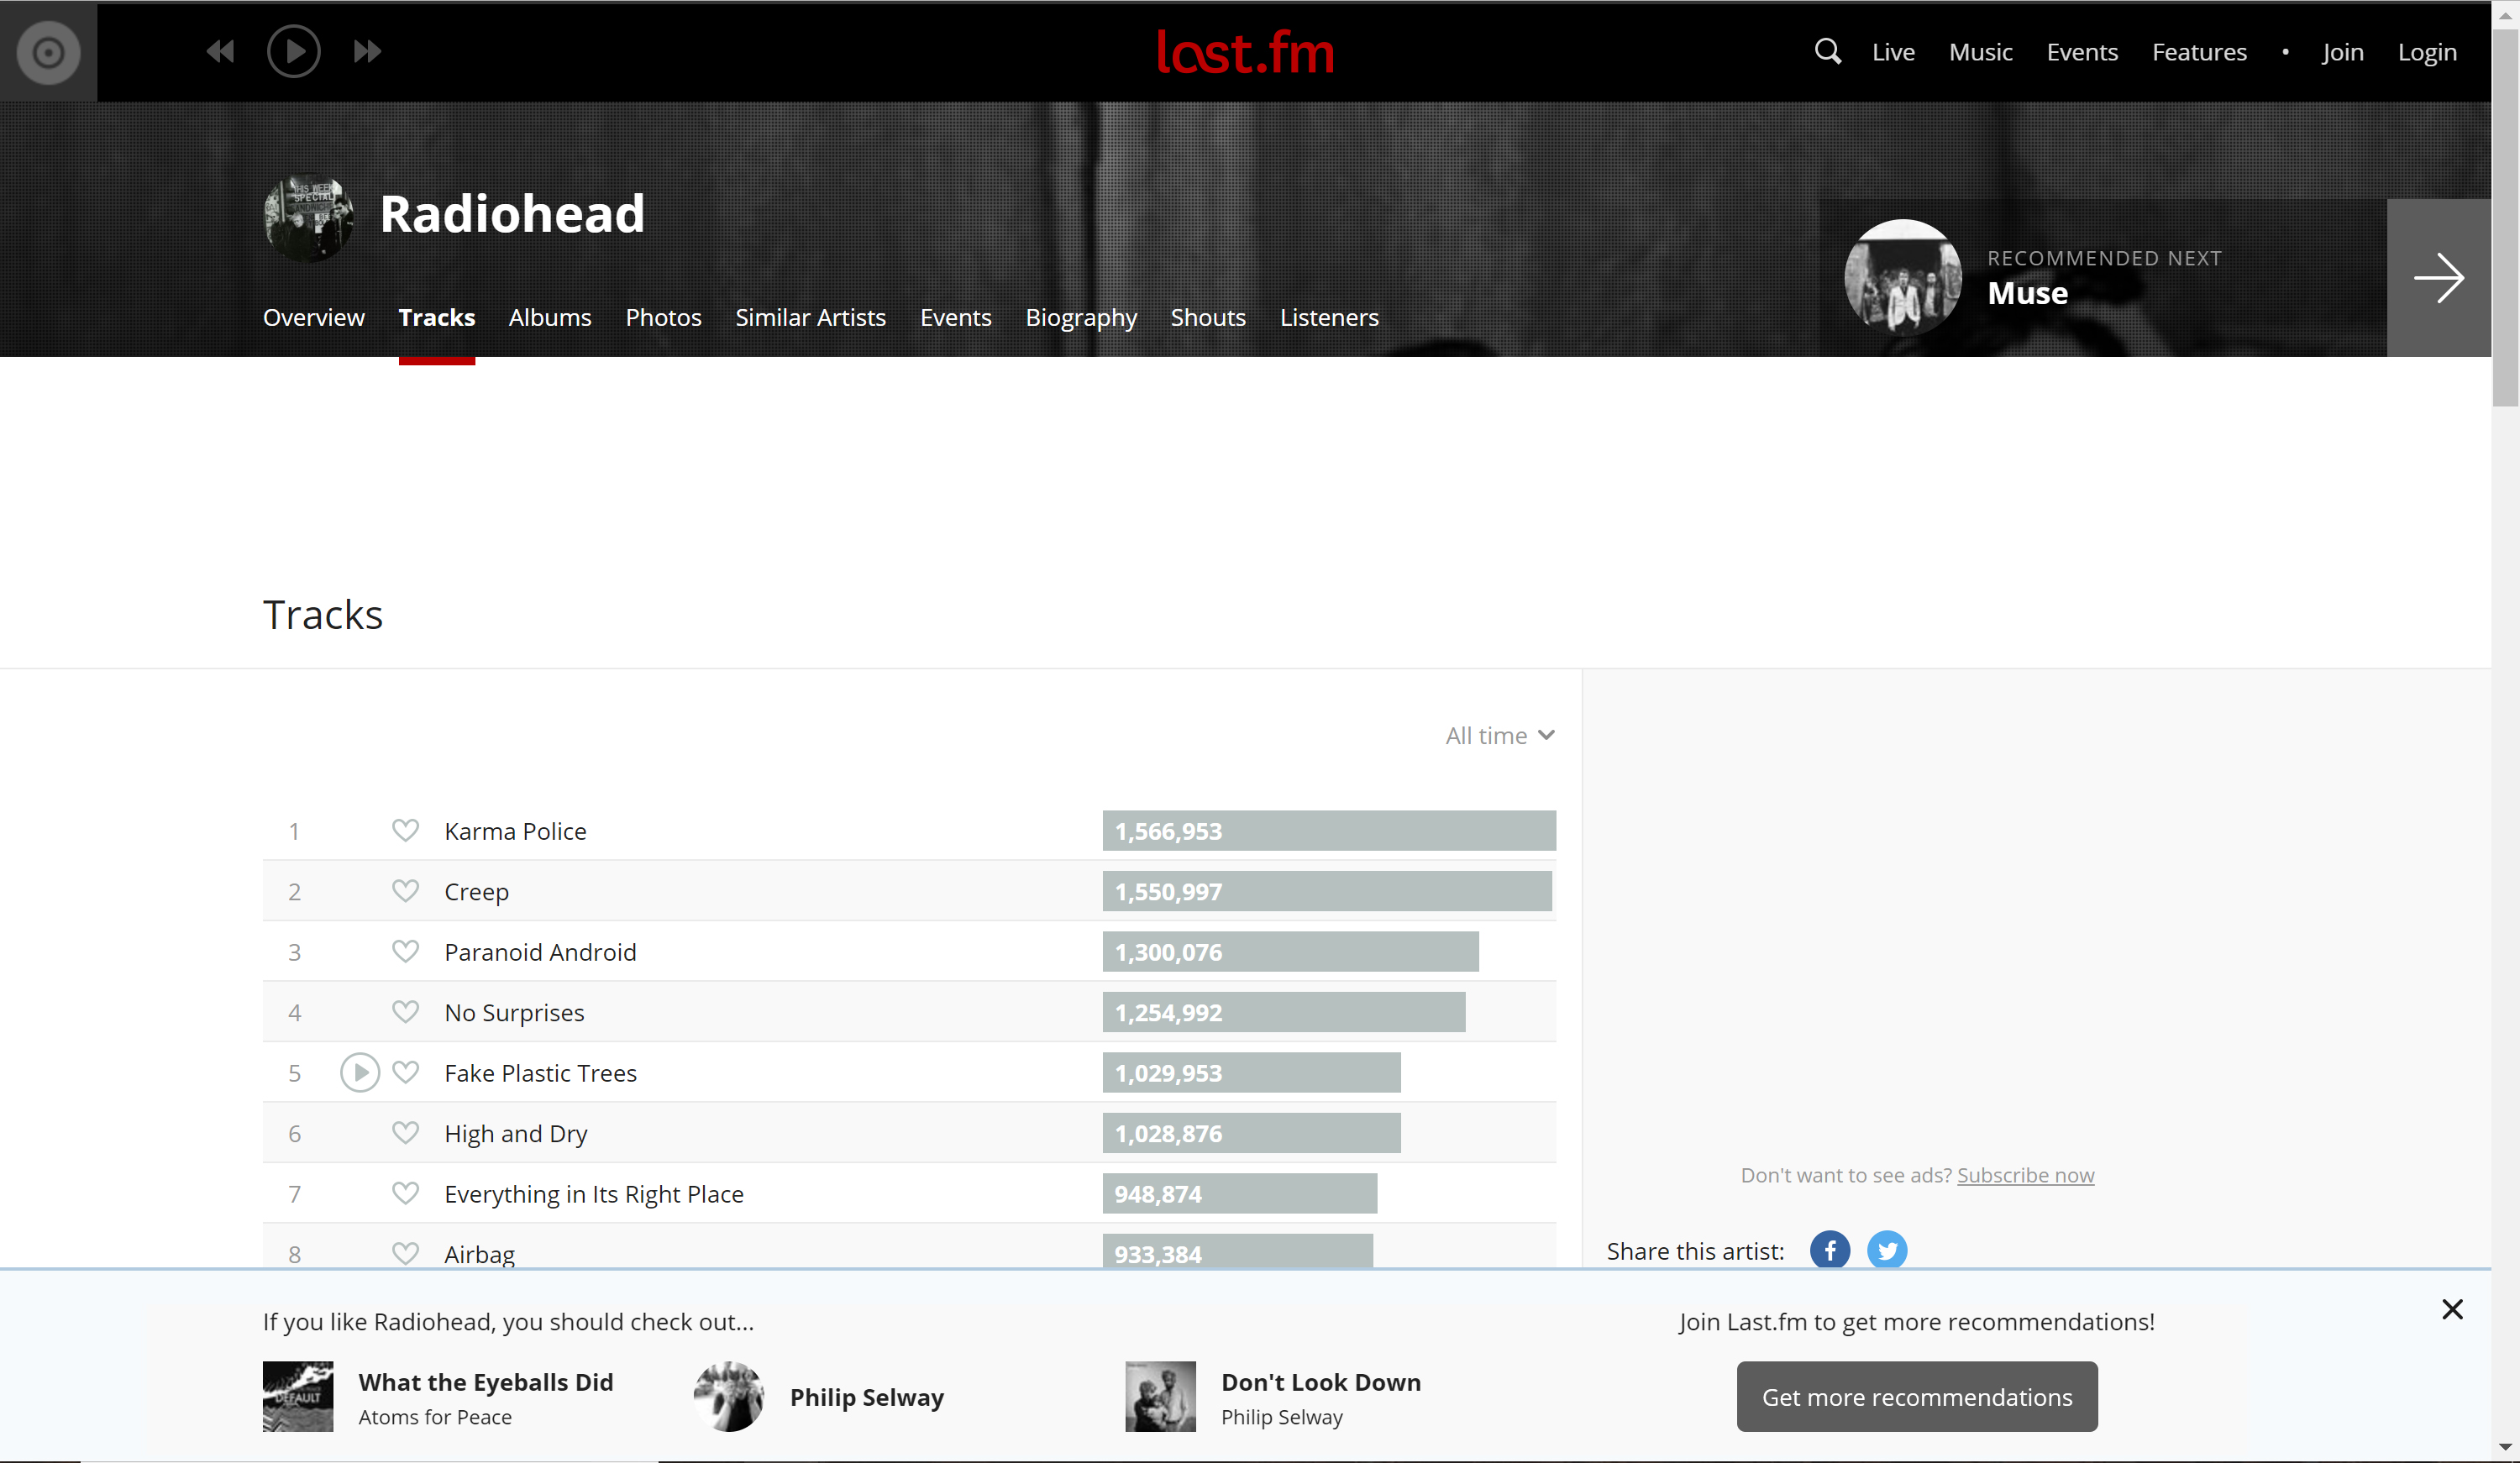 last.fm
Live Music Events Features • Join Login
Radiohead
RECOMMENDED NEXT
Muse
Overview Tracks Albums Photos Similar Artists Events Biography Shouts Listeners
Tracks
All time
1 Karma Police 1,566,953
2 Creep 1,550,997
3 Paranoid Android 1,300,076
4 No Surprises 1,254,992
5 Fake Plastic Trees 1,029,953
6 High and Dry 1,028,876
7 Everything in Its Right Place 948,874
8 Airbag 933,384
Don't want to see ads? Subscribe now
Share this artist:
If you like Radiohead, you should check out...
What the Eyeballs Did
Atoms for Peace
DEFAULT
Philip Selway
Don't Look Down
Philip Selway
Join Last.fm to get more recommendations!
Get more recommendations